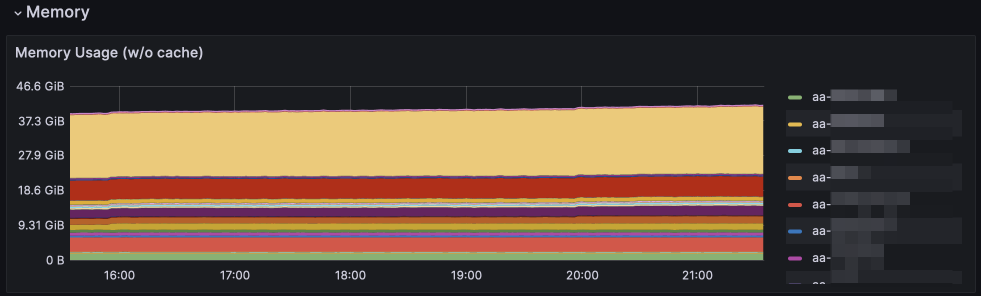 Memory
Memory Usage (w/o cache)
46.6 GiB
37.3 GiB
27.9 GiB
18.6 GiB
9.31 GiB
0 B
16:00
17:00
18:00
19:00
20:00
21:00
aa-
aa-
aa-
aa-
aa-
aa-
aa-